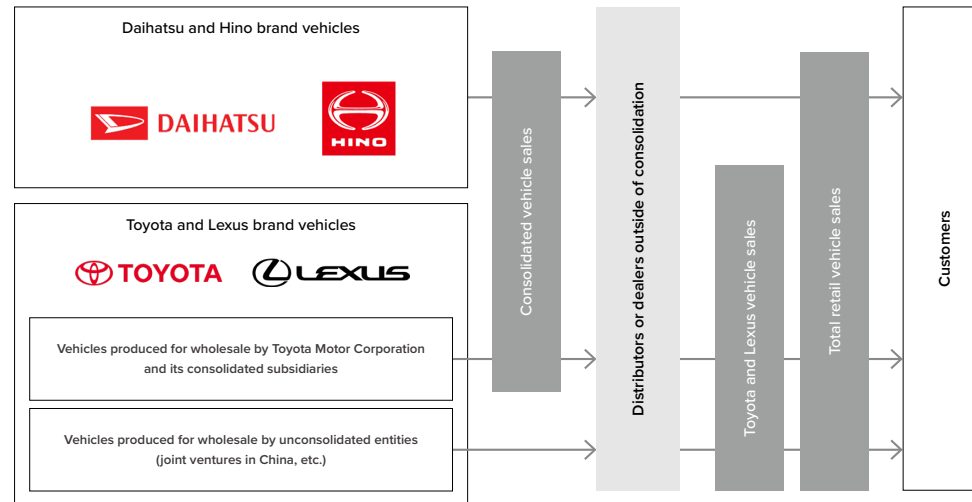 Daihatsu and Hino brand vehicles
DAIHATSU
HINO
Toyota and Lexus brand vehicles
TOYOTA
LEXUS
Vehicles produced for wholesale by Toyota Motor Corporation
and its consolidated subsidiaries
Vehicles produced for wholesale by unconsolidated entities
(joint ventures in China, etc.)
Consolidated vehicle sales
Distributors or dealers outside of consolidation
Toyota and Lexus vehicle sales
Total retail vehicle sales
Customers